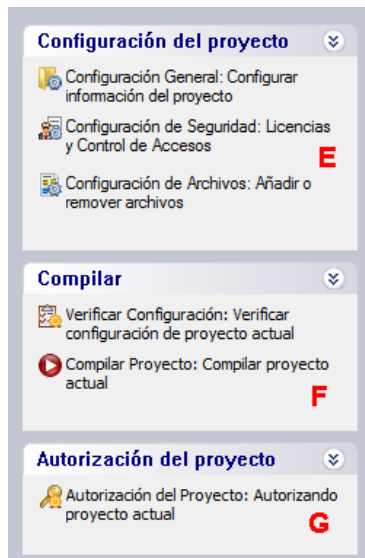 Configuración del proyecto
Configuración General: Configurar
información del proyecto
Configuración de Seguridad: Licencias
y Control de Accesos
E
Configuración de Archivos: Añadir o
remover archivos
Compilar
Verificar Configuración: Verificar
configuración de proyecto actual
Compilar Proyecto: Compilar proyecto
actual
F
Autorización del proyecto
Autorización del Proyecto: Autorizando
proyecto actual
G